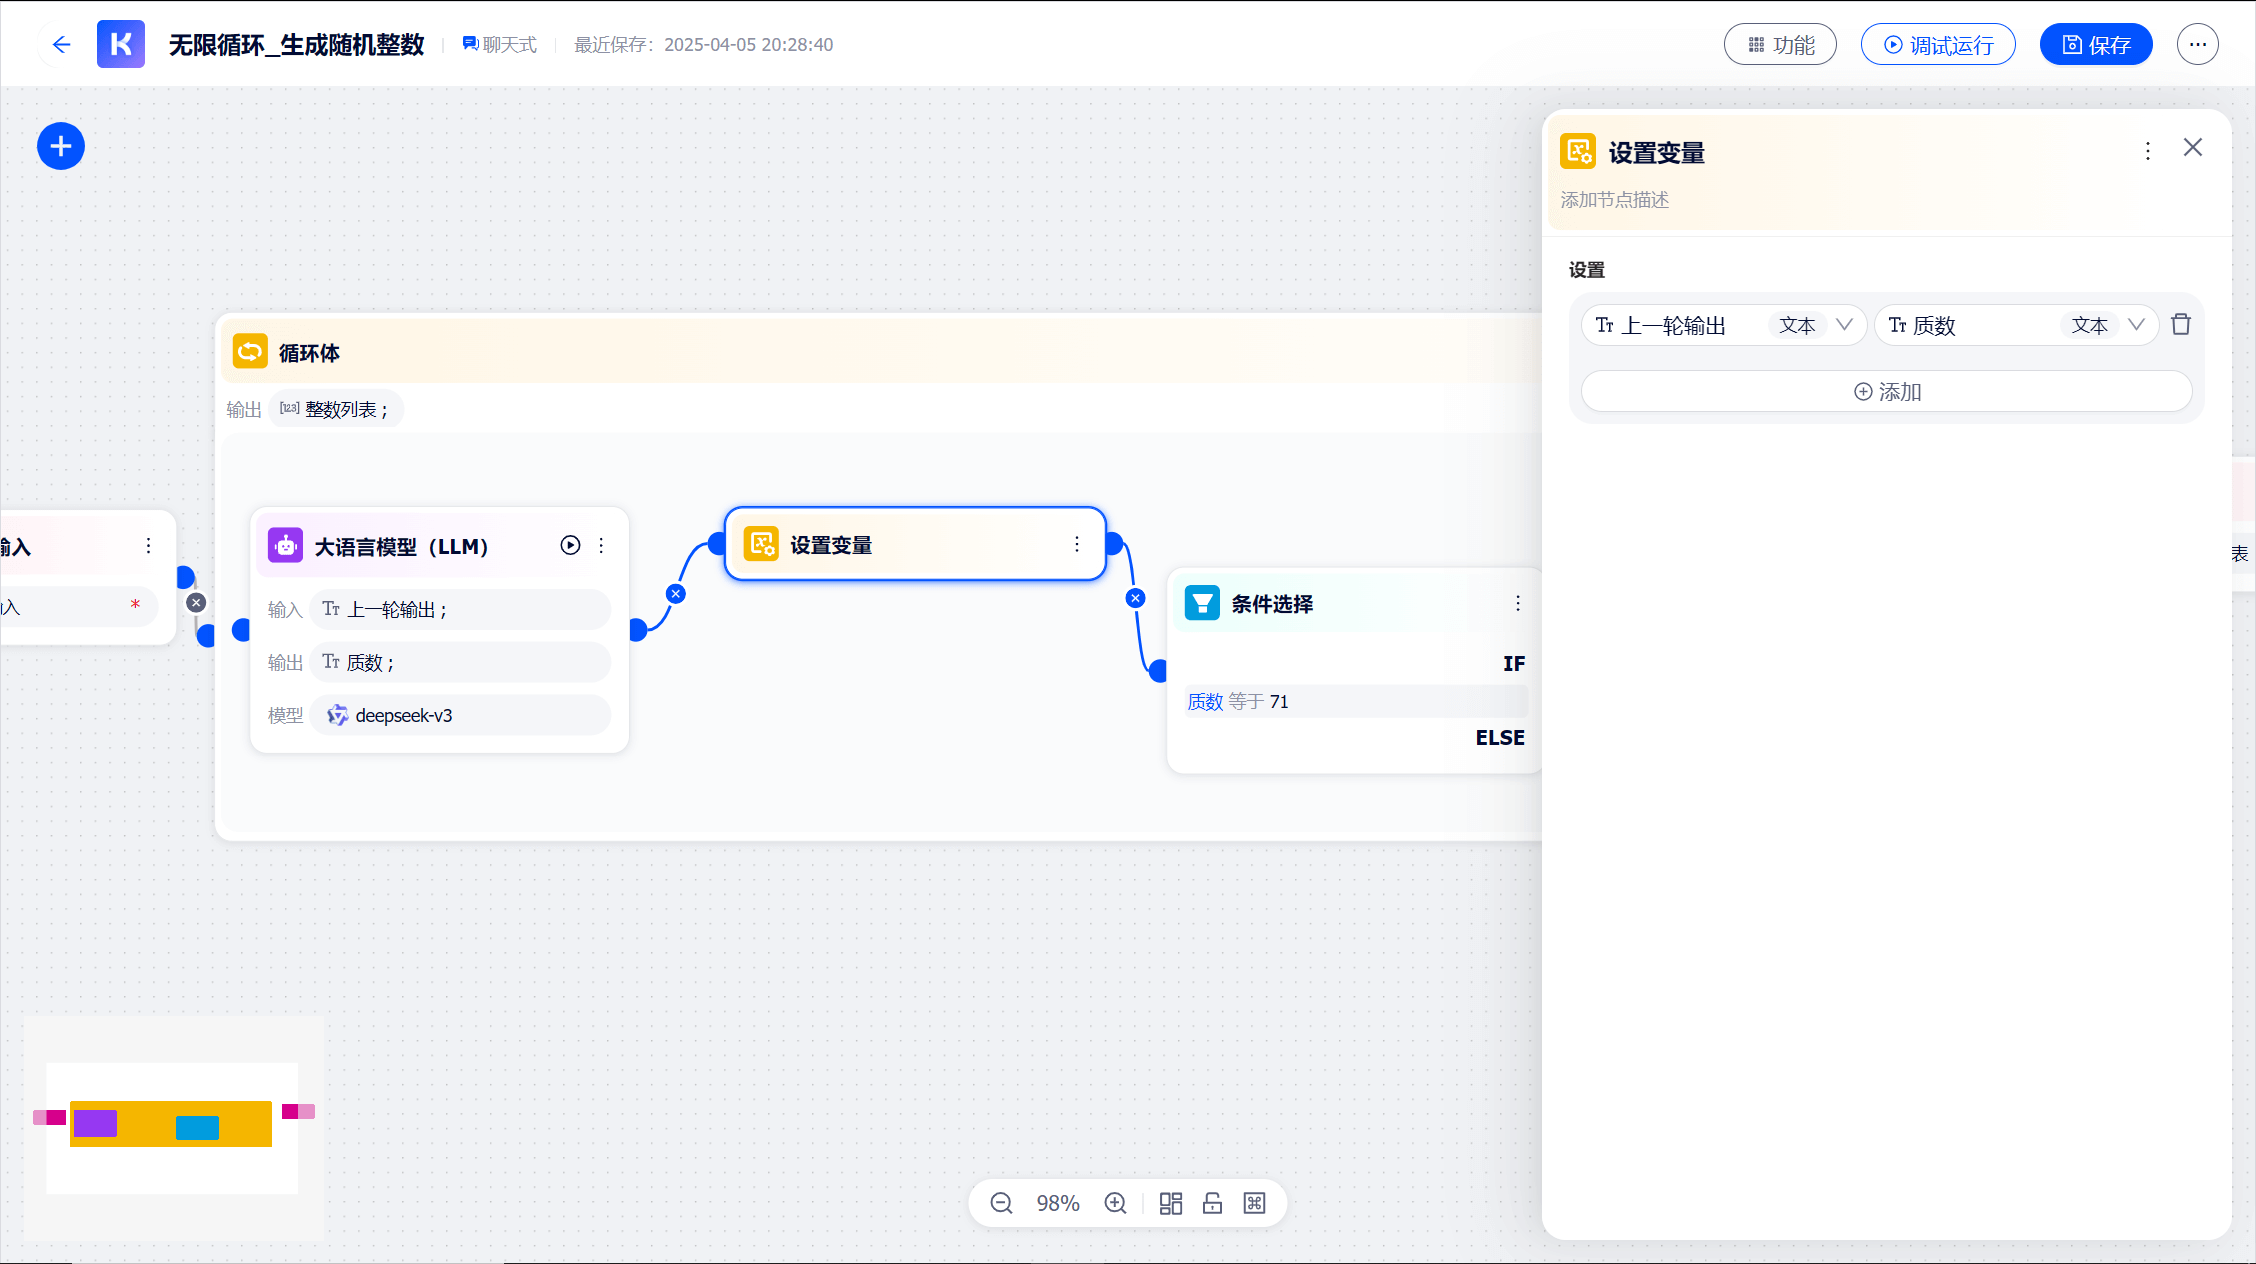 无限循环_生成随机整数
聊天式
最近保存：2025-04-05 20:28:40
功能
调试运行
保存
设置变量
添加节点描述
设置
上一轮输出 文本
质数 文本
添加
循环体
输出 [123] 整数列表 ;
输入
入 *
大语言模型（LLM）
输入 上一轮输出 ;
输出 质数 ;
模型 deepseek-v3
设置变量
条件选择
IF
质数 等于 71
ELSE
表
98%